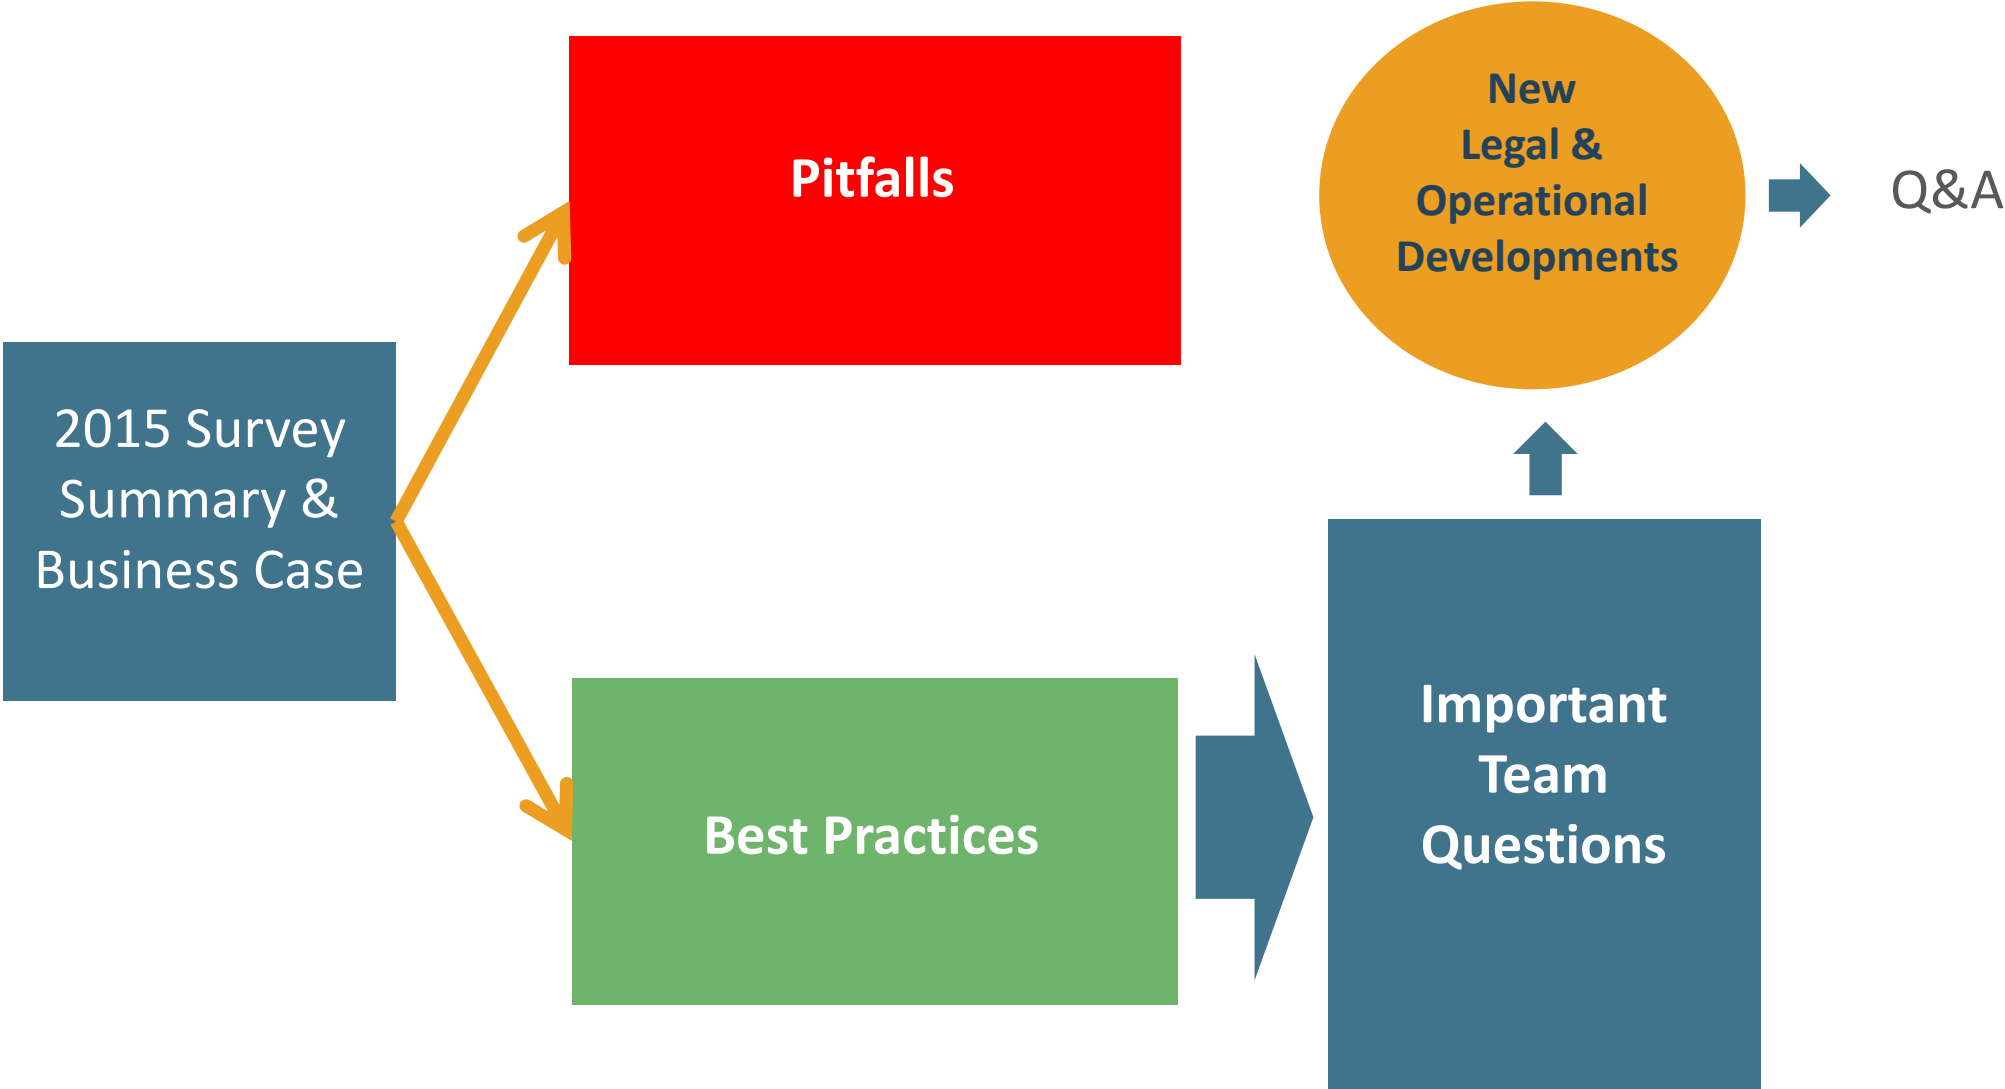 2015 Survey
Summary &
Business Case
Pitfalls
Best Practices
Important
Team
Questions
New
Legal &
Operational
Developments
Q&A